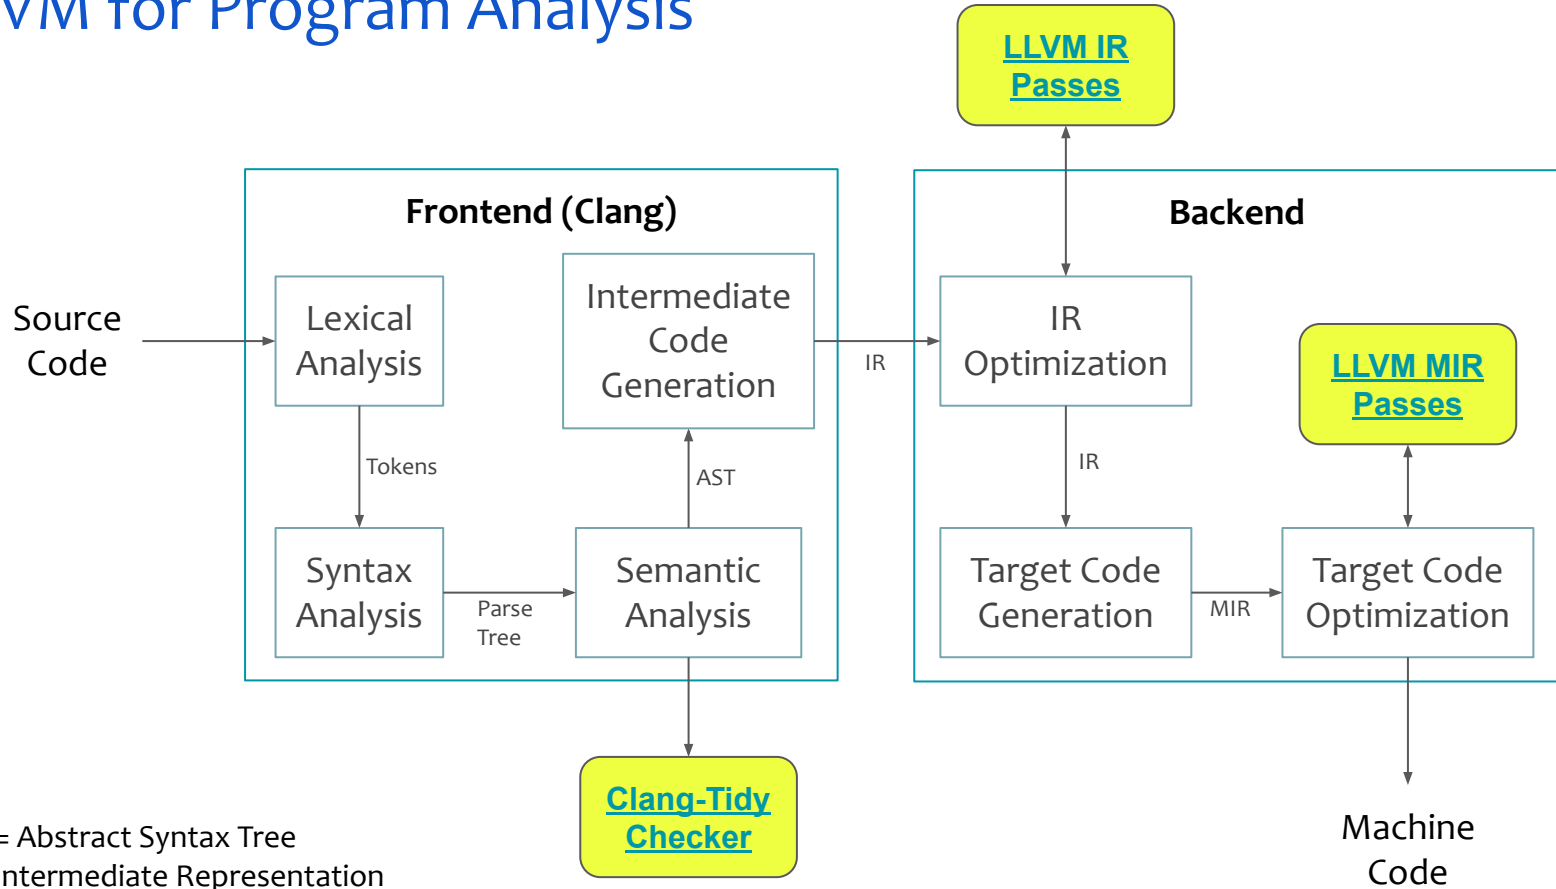 VM for Program Analysis
LLVM IR
Passes
Frontend (Clang)
Backend
Source
Code
Lexical
Analysis
Intermediate
Code
Generation
IR
IR
Optimization
LLVM MIR
Passes
Tokens
AST
IR
Syntax
Analysis
Parse
Tree
Semantic
Analysis
Target Code
Generation
MIR
Target Code
Optimization
Clang-Tidy
Checker
Machine
Code
= Abstract Syntax Tree
Intermediate Representation